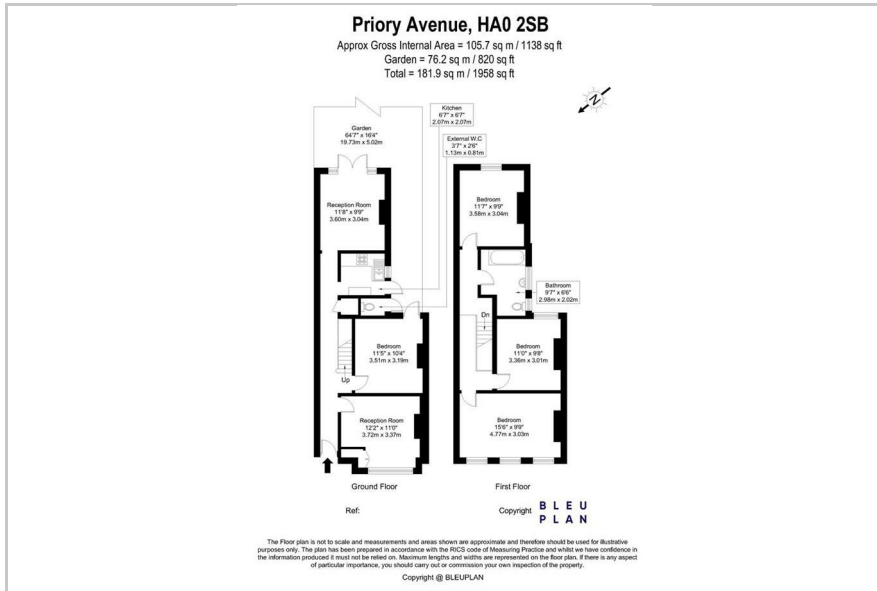 Priory Avenue, HA0 2SB
Approx Gross Internal Area = 105.7 sq m / 1138 sq ft
Garden = 76.2 sq m / 820 sq ft
Total = 181.9 sq m / 1958 sq ft
N
Kitchen
6'7" x 6'7"
2.07m x 2.07m
Garden
64'7" x 16'4"
19.73m x 5.02m
External W.C
3'7" x 2'6"
1.13m x 0.81m
Reception Room
11'8" x 9'9"
3.60m x 3.04m
Bedroom
11'7" x 9'9"
3.58m x 3.04m
Bathroom
9'7" x 6'6"
2.98m x 2.02m
Dn
Bedroom
11'5" x 10'4"
3.51m x 3.19m
Bedroom
11'0" x 9'8"
3.36m x 3.01m
Up
Reception Room
12'2" x 11'0"
3.72m x 3.37m
Bedroom
15'6" x 9'9"
4.77m x 3.03m
Ground Floor
First Floor
Ref:
Copyright
BLEU
PLAN
The Floor plan is not to scale and measurements and areas shown are approximate and therefore should be used for illustrative
purposes only. The plan has been prepared in accordance with the RICS code of Measuring Practice and whilst we have confidence in
the information produced it must not be relied on. Maximum lengths and widths are represented on the floor plan. If there is any aspect
of particular importance, you should carry out or commission your own inspection of the property.
Copyright @ BLEUPLAN